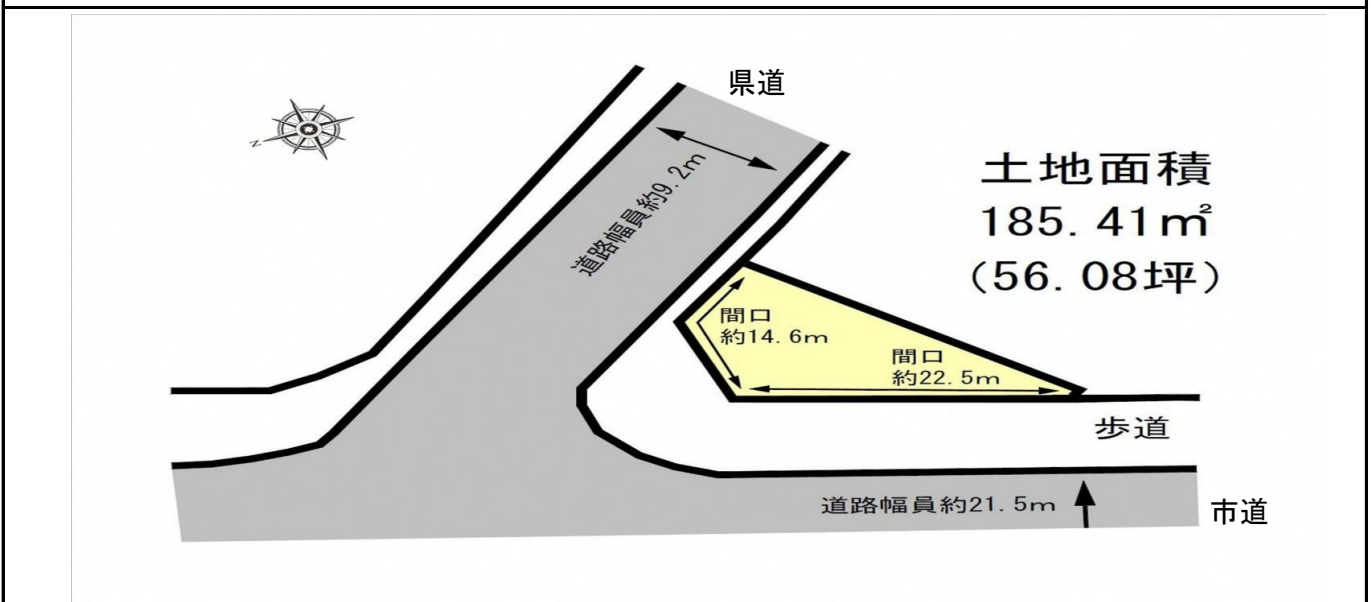 県道
N
道路幅員約9.2m
土地面積
185.41㎡
(56.08坪)
間口
約14.6m
間口
約22.5m
歩道
道路幅員約21.5m
市道